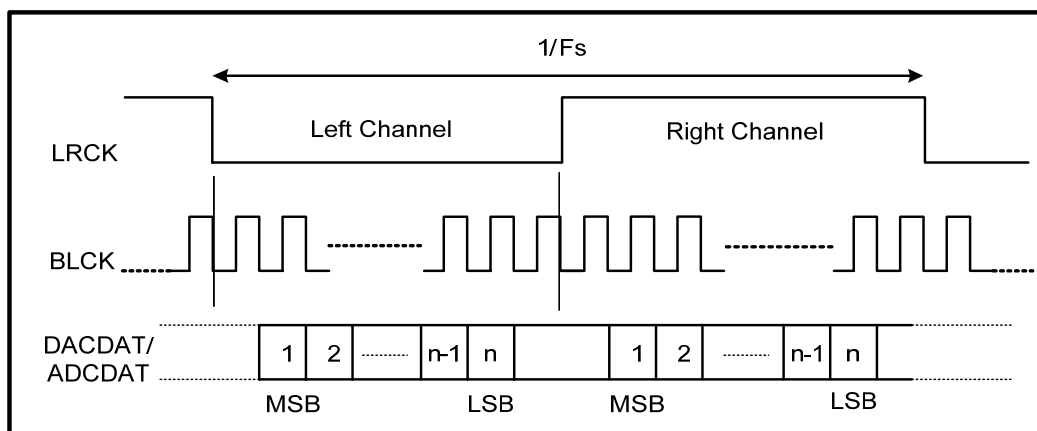 1/Fs
Left Channel
Right Channel
LRCK
BLCK
DACDAT/
ADCDAT
1 2 n-1 n 1 2 n-1 n
MSB LSB MSB LSB